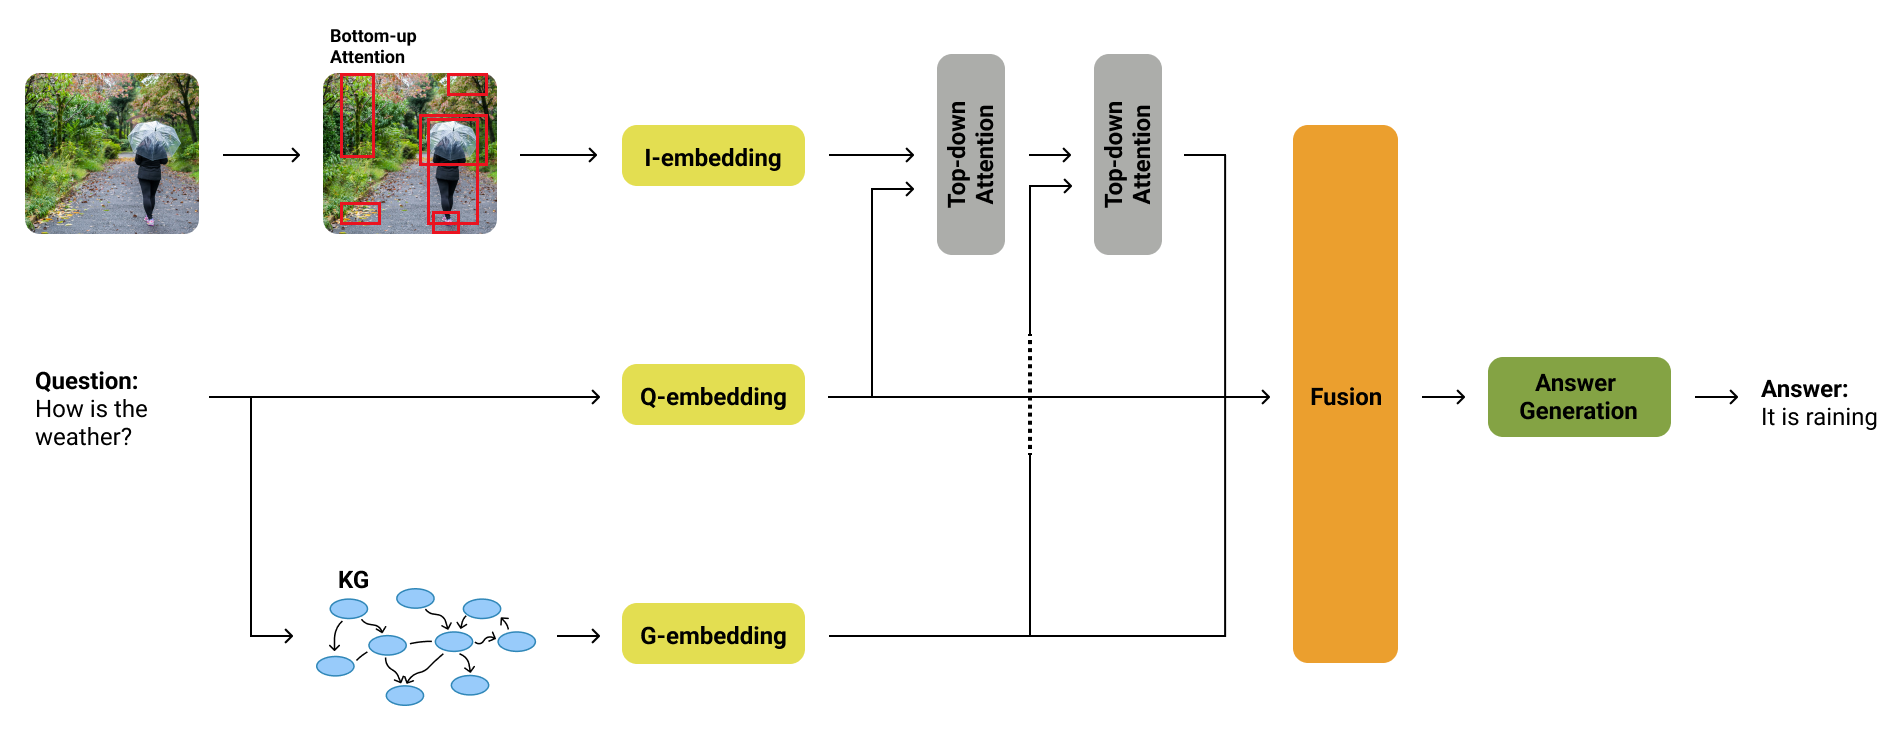 Bottom-up
Attention
I-embedding
Top-down
Attention
Top-down
Attention
Question:
How is the
weather?
Q-embedding
Fusion
Answer
Generation
Answer:
It is raining
KG
G-embedding